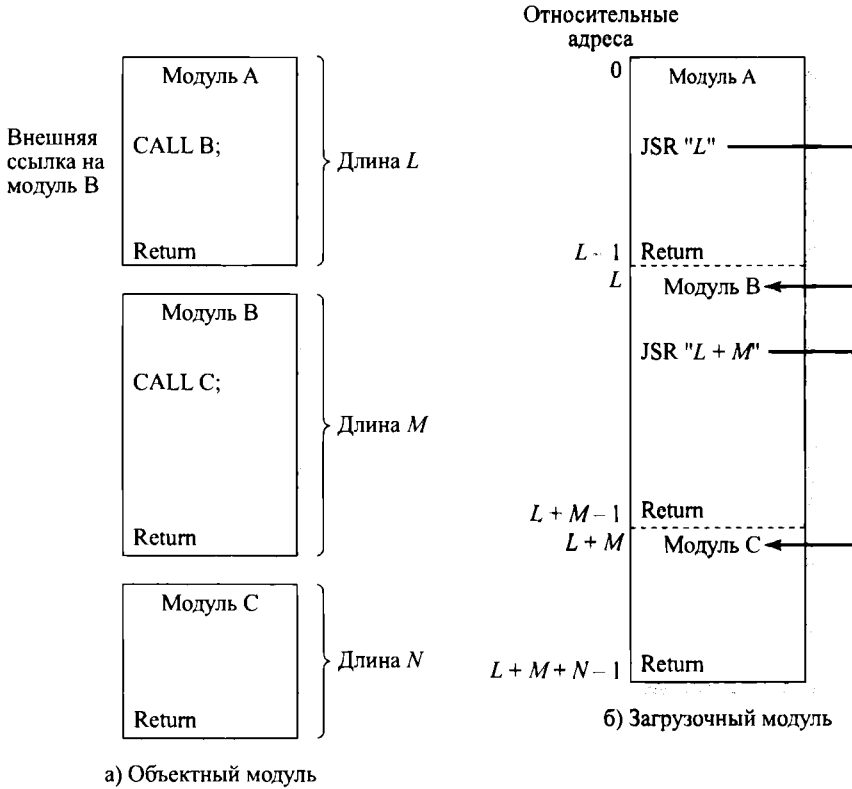 Внешняя
ссылка на
модуль B
Модуль A
CALL B;
Return
Длина L
Модуль B
CALL C;
Return
Длина M
Модуль C
Return
Длина N
а) Объектный модуль
Относительные
адреса
0
Модуль A
JSR "L"
L - 1
Return
L
Модуль B
JSR "L + M"
L + M – 1
Return
L + M
Модуль C
L + M + N – 1
Return
б) Загрузочный модуль